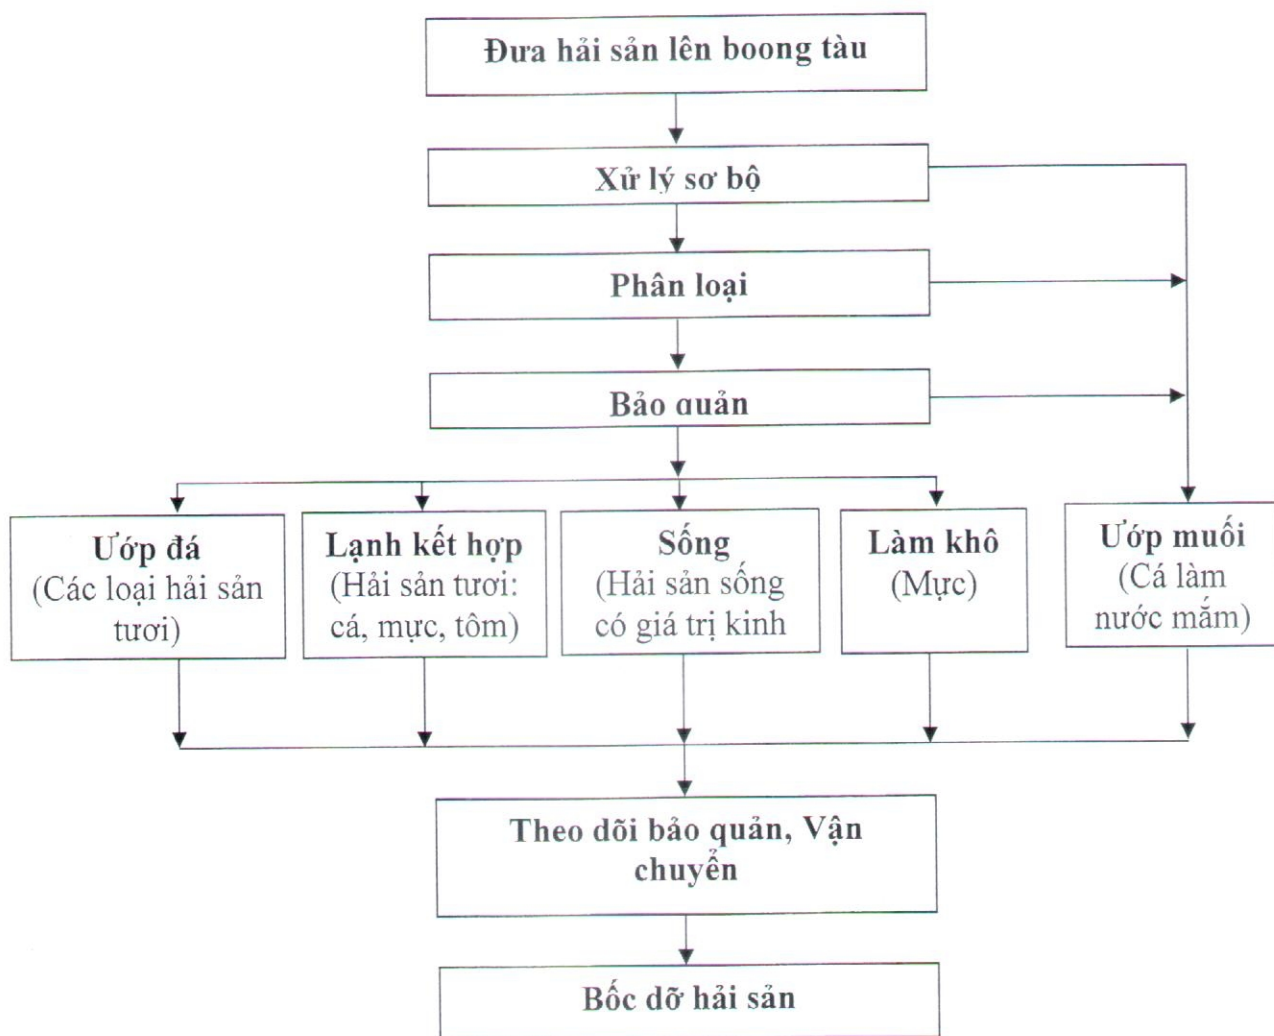 Đưa hải sản lên boong tàu
Xử lý sơ bộ
Phân loại
Bảo quản
Ướp đá
(Các loại hải sản
tươi)
Lạnh kết hợp
(Hải sản tươi:
cá, mực, tôm)
Sống
(Hải sản sống
có giá trị kinh
Làm khô
(Mực)
Ướp muối
(Cá làm
nước mắm)
Theo dõi bảo quản, Vận
chuyển
Bốc dỡ hải sản